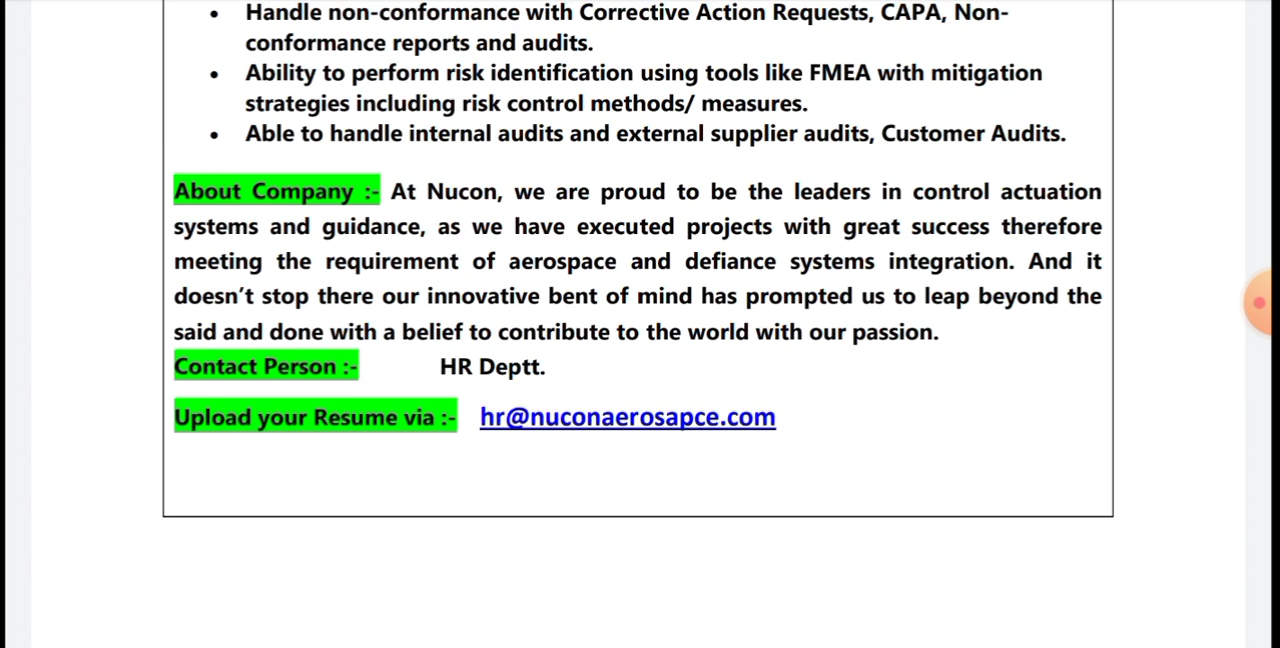 • Handle non-conformance with Corrective Action Requests, CAPA, Non-
conformance reports and audits.
• Ability to perform risk identification using tools like FMEA with mitigation
strategies including risk control methods/ measures.
• Able to handle internal audits and external supplier audits, Customer Audits.
About Company :- At Nucon, we are proud to be the leaders in control actuation
systems and guidance, as we have executed projects with great success therefore
meeting the requirement of aerospace and defiance systems integration. And it
doesn’t stop there our innovative bent of mind has prompted us to leap beyond the
said and done with a belief to contribute to the world with our passion.
Contact Person :- HR Deptt.
Upload your Resume via :- hr@nuconaerosapce.com